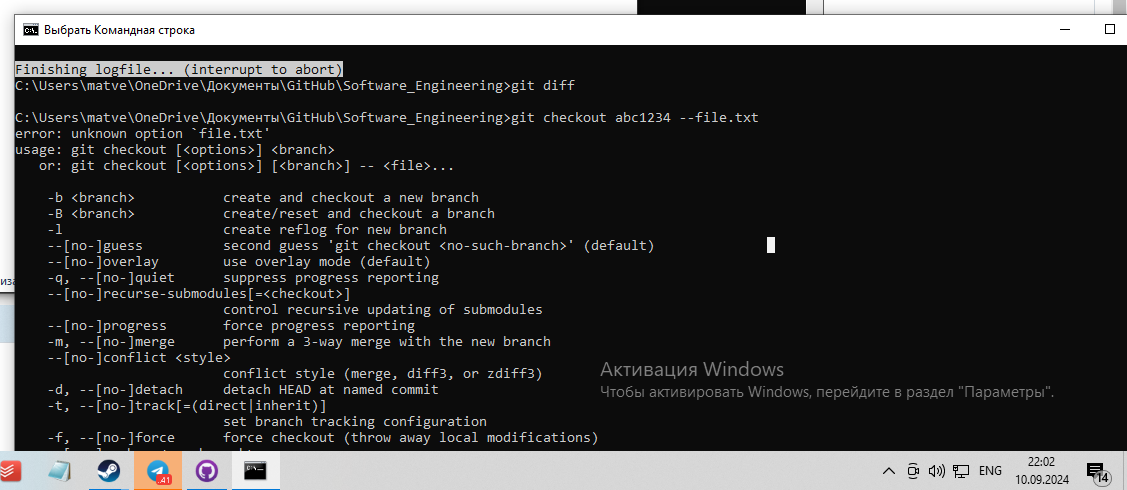 Выбрать Командная строка
Finishing logfile... (interrupt to abort)
C:\Users\matve\OneDrive\Документы\GitHub\Software_Engineering>git diff
C:\Users\matve\OneDrive\Документы\GitHub\Software_Engineering>git checkout abc1234 --file.txt
error: unknown option `file.txt'
usage: git checkout [<options>] <branch>
   or: git checkout [<options>] [<branch>] -- <file>...
    -b <branch>           create and checkout a new branch
    -B <branch>           create/reset and checkout a branch
    -l                    create reflog for new branch
    --[no-]guess          second guess 'git checkout <no-such-branch>' (default)
    --[no-]overlay        use overlay mode (default)
    -q, --[no-]quiet      suppress progress reporting
    --[no-]recurse-submodules[=<checkout>]
                          control recursive updating of submodules
    --[no-]progress       force progress reporting
    -m, --[no-]merge      perform a 3-way merge with the new branch
    --[no-]conflict <style>
                          conflict style (merge, diff3, or zdiff3)
    -d, --[no-]detach     detach HEAD at named commit
    -t, --[no-]track[=(direct|inherit)]
                          set branch tracking configuration
    -f, --[no-]force      force checkout (throw away local modifications)
Активация Windows
Чтобы активировать Windows, перейдите в раздел "Параметры".
.41
ENG
22:02
10.09.2024
14